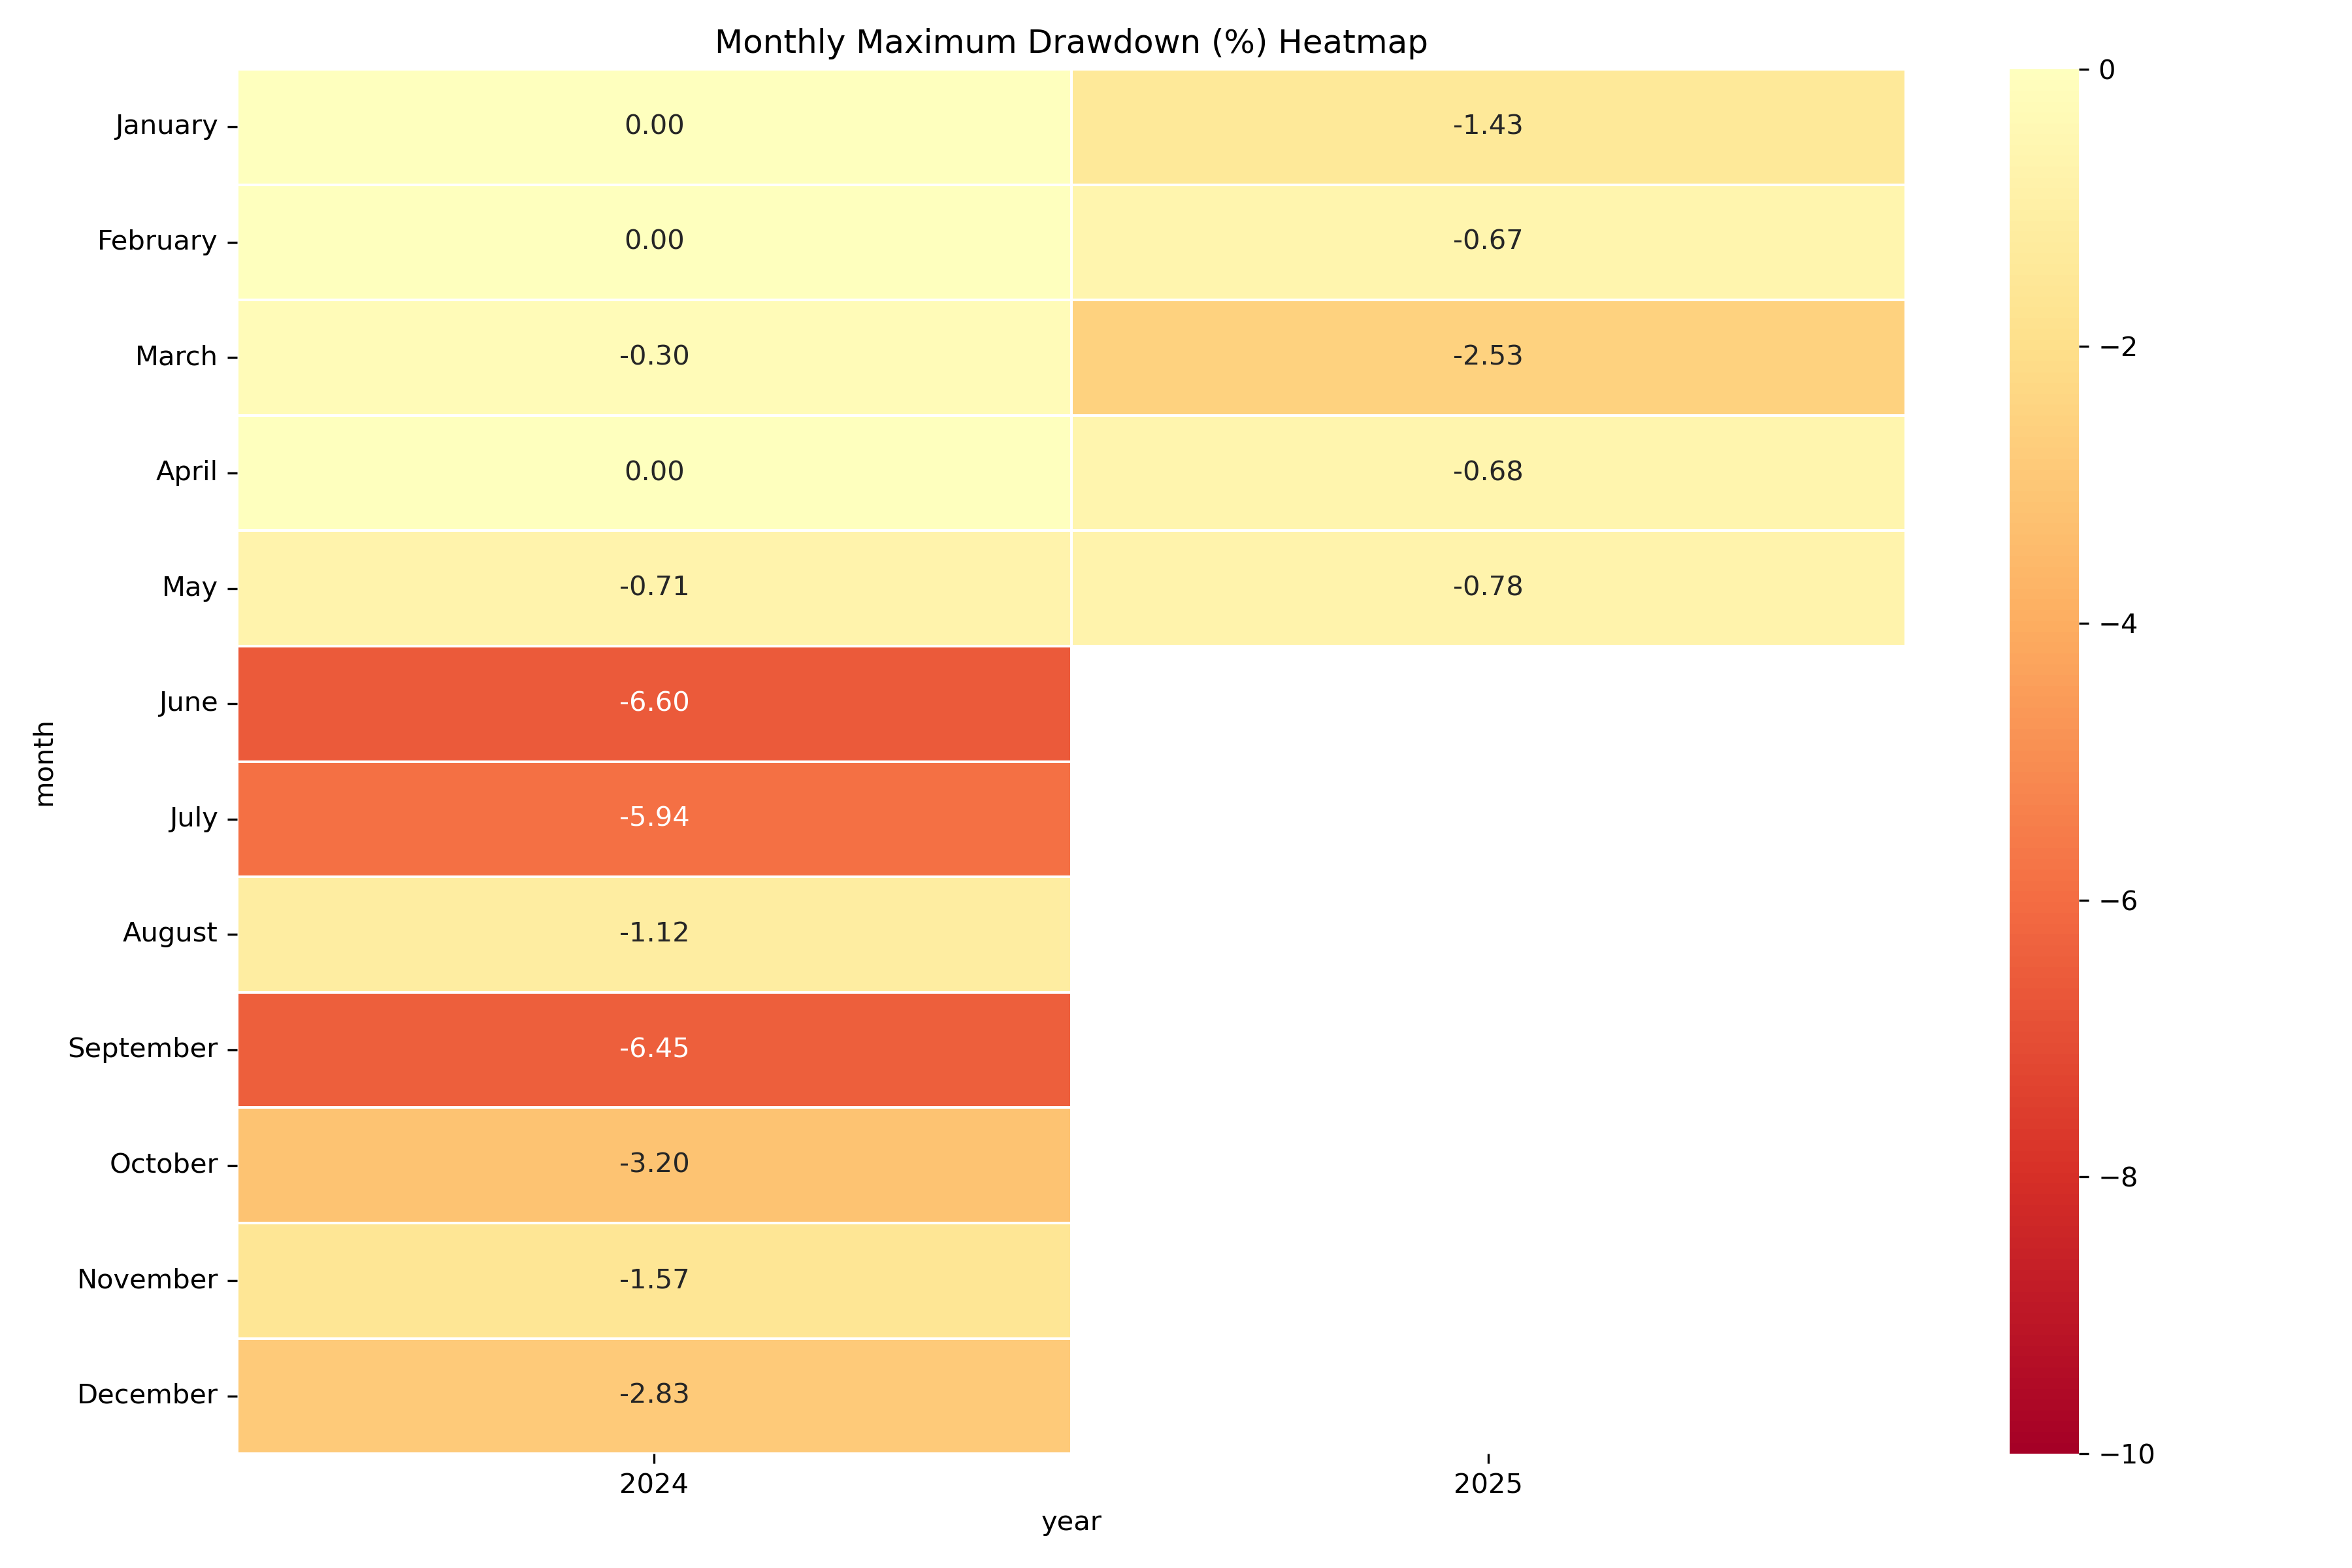 Monthly Maximum Drawdown (%) Heatmap
January 0.00 -1.43
February 0.00 -0.67
March -0.30 -2.53
April 0.00 -0.68
May -0.71 -0.78
June -6.60
July -5.94
August -1.12
September -6.45
October -3.20
November -1.57
December -2.83
month
2024 2025
year
0
−2
−4
−6
−8
−10